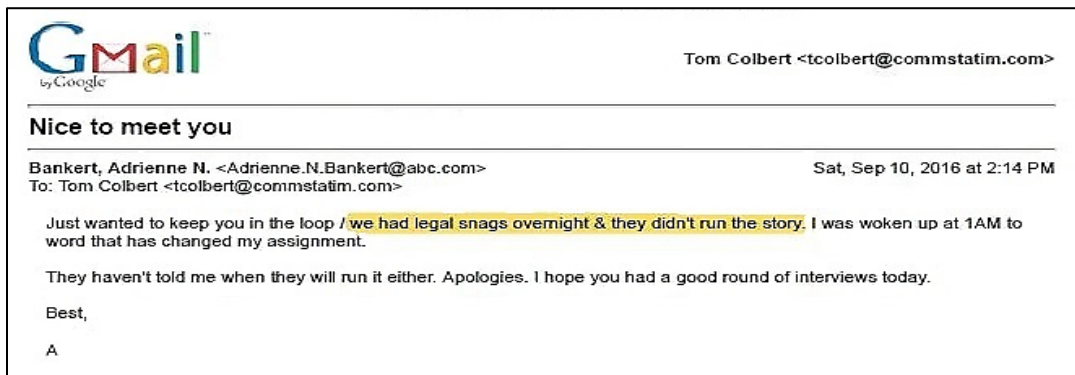 Gmail
by Google
Tom Colbert <tcolbert@commstatim.com>
Nice to meet you
Bankert, Adrienne N. <Adrienne.N.Bankert@abc.com>
Sat, Sep 10, 2016 at 2:14 PM
To: Tom Colbert <tcolbert@commstatim.com>
Just wanted to keep you in the loop / we had legal snags overnight & they didn't run the story. I was woken up at 1AM to
word that has changed my assignment.
They haven't told me when they will run it either. Apologies. I hope you had a good round of interviews today.
Best,
A